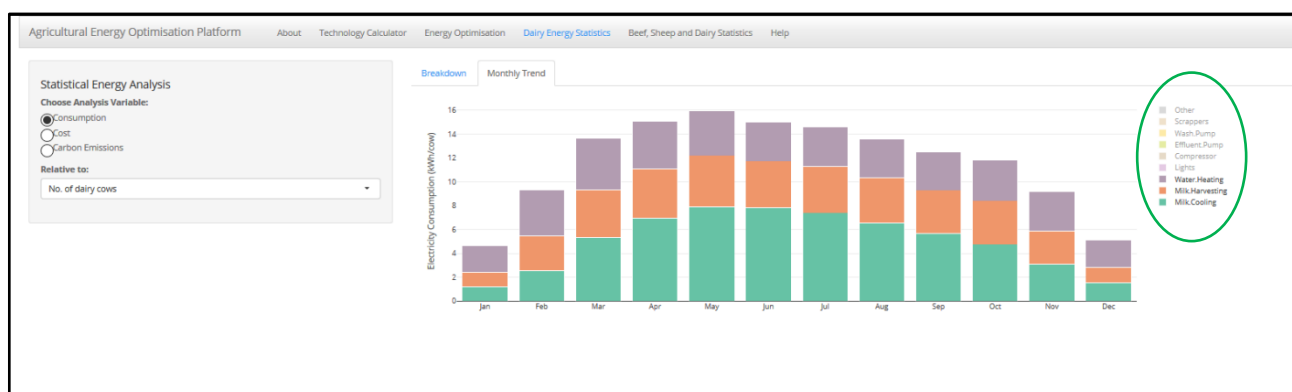 Agricultural Energy Optimisation Platform About Technology Calculator Energy Optimisation Dairy Energy Statistics Beef, Sheep and Dairy Statistics Help
Statistical Energy Analysis
Choose Analysis Variable:
Consumption
Cost
Carbon Emissions
Relative to:
No. of dairy cows
Breakdown Monthly Trend
Electricity Consumption (kWh/cow)
16
14
12
10
8
6
4
2
0
Jan Feb Mar Apr May Jun Jul Aug Sep Oct Nov Dec
Other
Scrappers
Wash.Pump
Effluent.Pump
Compressor
Lights
Water.Heating
Milk.Harvesting
Milk.Cooling